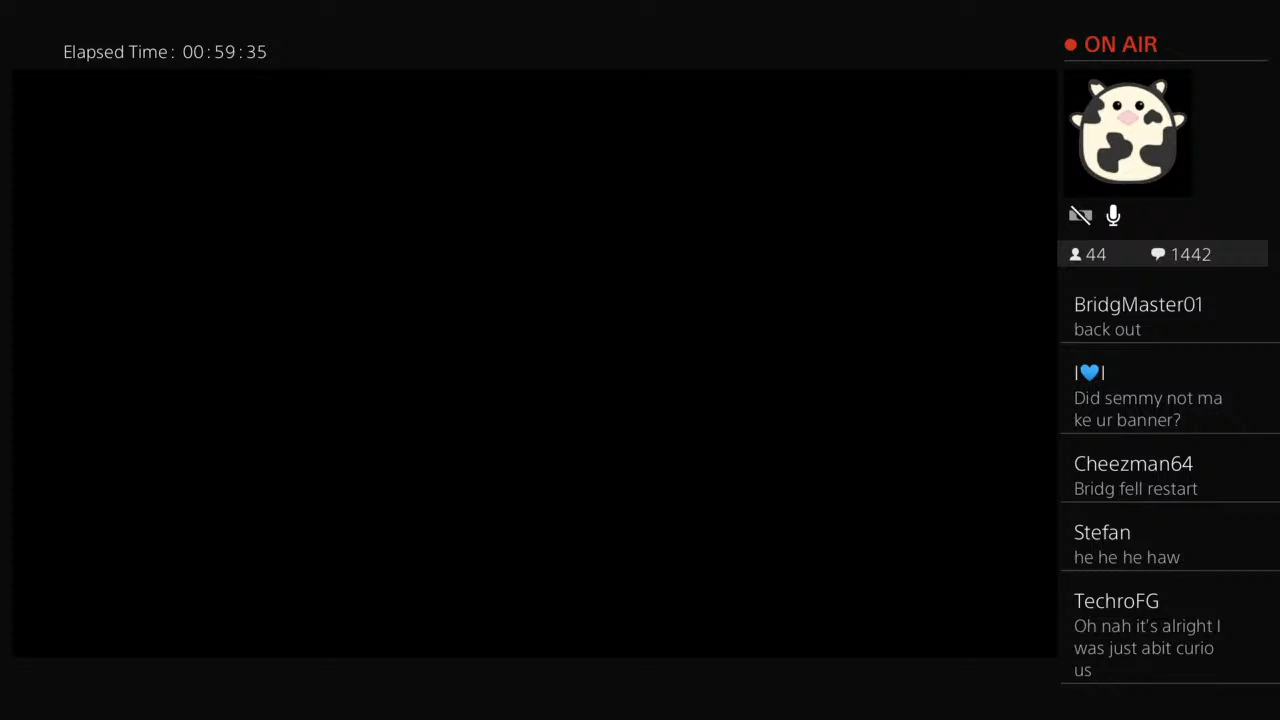 Elapsed Time: 00:59:35
ON AIR
44
1442
BridgMaster01
back out
|💙|
Did semmy not ma
ke ur banner?
Cheezman64
Bridg fell restart
Stefan
he he he haw
TechroFG
Oh nah it's alright I
was just abit curio
us